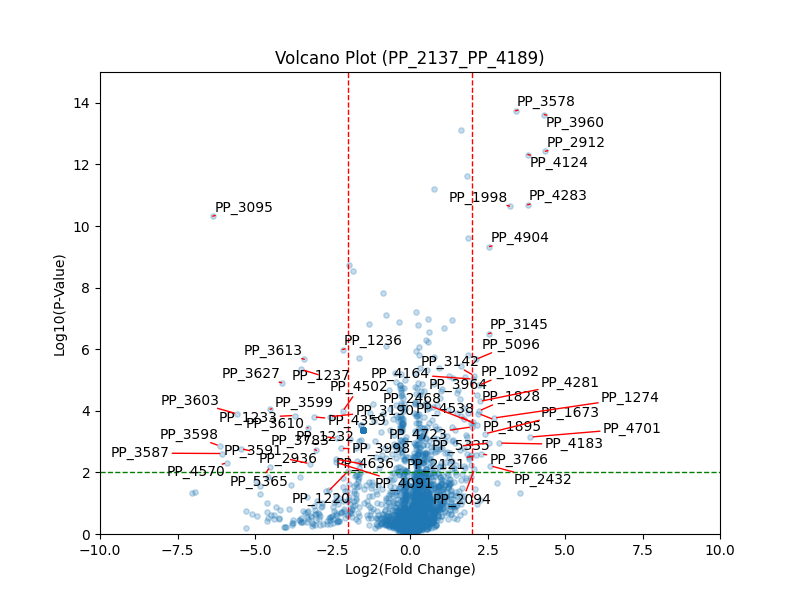 Volcano Plot (PP_2137_PP_4189)
14
12
10
8
6
4
2
0
Log10(P-Value)
PP_3578
PP_3960
PP_2912
PP_4124
PP_1998
PP_4283
PP_3095
PP_4904
PP_3145
PP_1236
PP_5096
PP_3613
PP_3142
PP_3627
PP_1237
PP_4164
PP_1092
PP_4502
PP_3964
PP_4281
PP_3603
PP_3599
PP_2468
PP_1828
PP_1274
PP_1233
PP_3190
PP_4538
PP_3610
PP_4359
PP_1673
PP_1895
PP_4701
PP_3598
PP_3783
PP_1232
PP_4723
PP_3587
PP_3591
PP_3998
PP_5335
PP_4183
PP_2936
PP_4636
PP_2121
PP_3766
PP_4570
PP_5365
PP_4091
PP_2432
PP_1220
PP_2094
−10.0 −7.5 −5.0 −2.5 0.0 2.5 5.0 7.5 10.0
Log2(Fold Change)